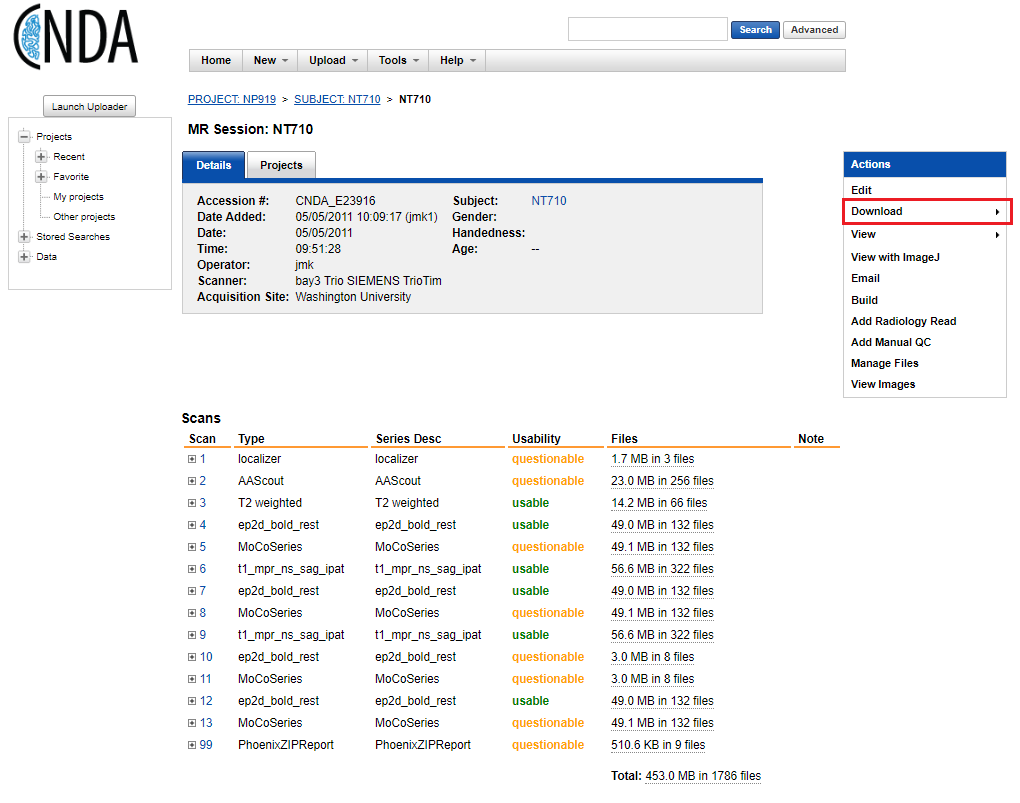 CNDA
Search Advanced
Home New Upload Tools Help
Launch Uploader
Projects
Recent
Favorite
My projects
Other projects
Stored Searches
Data
PROJECT: NP919 > SUBJECT: NT710 > NT710
MR Session: NT710
Details Projects
Accession #: CNDA_E23916 Subject: NT710
Date Added: 05/05/2011 10:09:17 (jmk1) Gender:
Date: 05/05/2011 Handedness:
Time: 09:51:28 Age: --
Operator: jmk
Scanner: bay3 Trio SIEMENS TrioTim
Acquisition Site: Washington University
Actions
Edit
Download
View
View with ImageJ
Email
Build
Add Radiology Read
Add Manual QC
Manage Files
View Images
Scans
Scan Type Series Desc Usability Files Note
1 localizer localizer questionable 1.7 MB in 3 files
2 AAScout AAScout questionable 23.0 MB in 256 files
3 T2 weighted T2 weighted usable 14.2 MB in 66 files
4 ep2d_bold_rest ep2d_bold_rest usable 49.0 MB in 132 files
5 MoCoSeries MoCoSeries questionable 49.1 MB in 132 files
6 t1_mpr_ns_sag_ipat t1_mpr_ns_sag_ipat usable 56.6 MB in 322 files
7 ep2d_bold_rest ep2d_bold_rest usable 49.0 MB in 132 files
8 MoCoSeries MoCoSeries questionable 49.1 MB in 132 files
9 t1_mpr_ns_sag_ipat t1_mpr_ns_sag_ipat usable 56.6 MB in 322 files
10 ep2d_bold_rest ep2d_bold_rest questionable 3.0 MB in 8 files
11 MoCoSeries MoCoSeries questionable 3.0 MB in 8 files
12 ep2d_bold_rest ep2d_bold_rest usable 49.0 MB in 132 files
13 MoCoSeries MoCoSeries questionable 49.1 MB in 132 files
99 PhoenixZIPReport PhoenixZIPReport questionable 510.6 KB in 9 files
Total: 453.0 MB in 1786 files